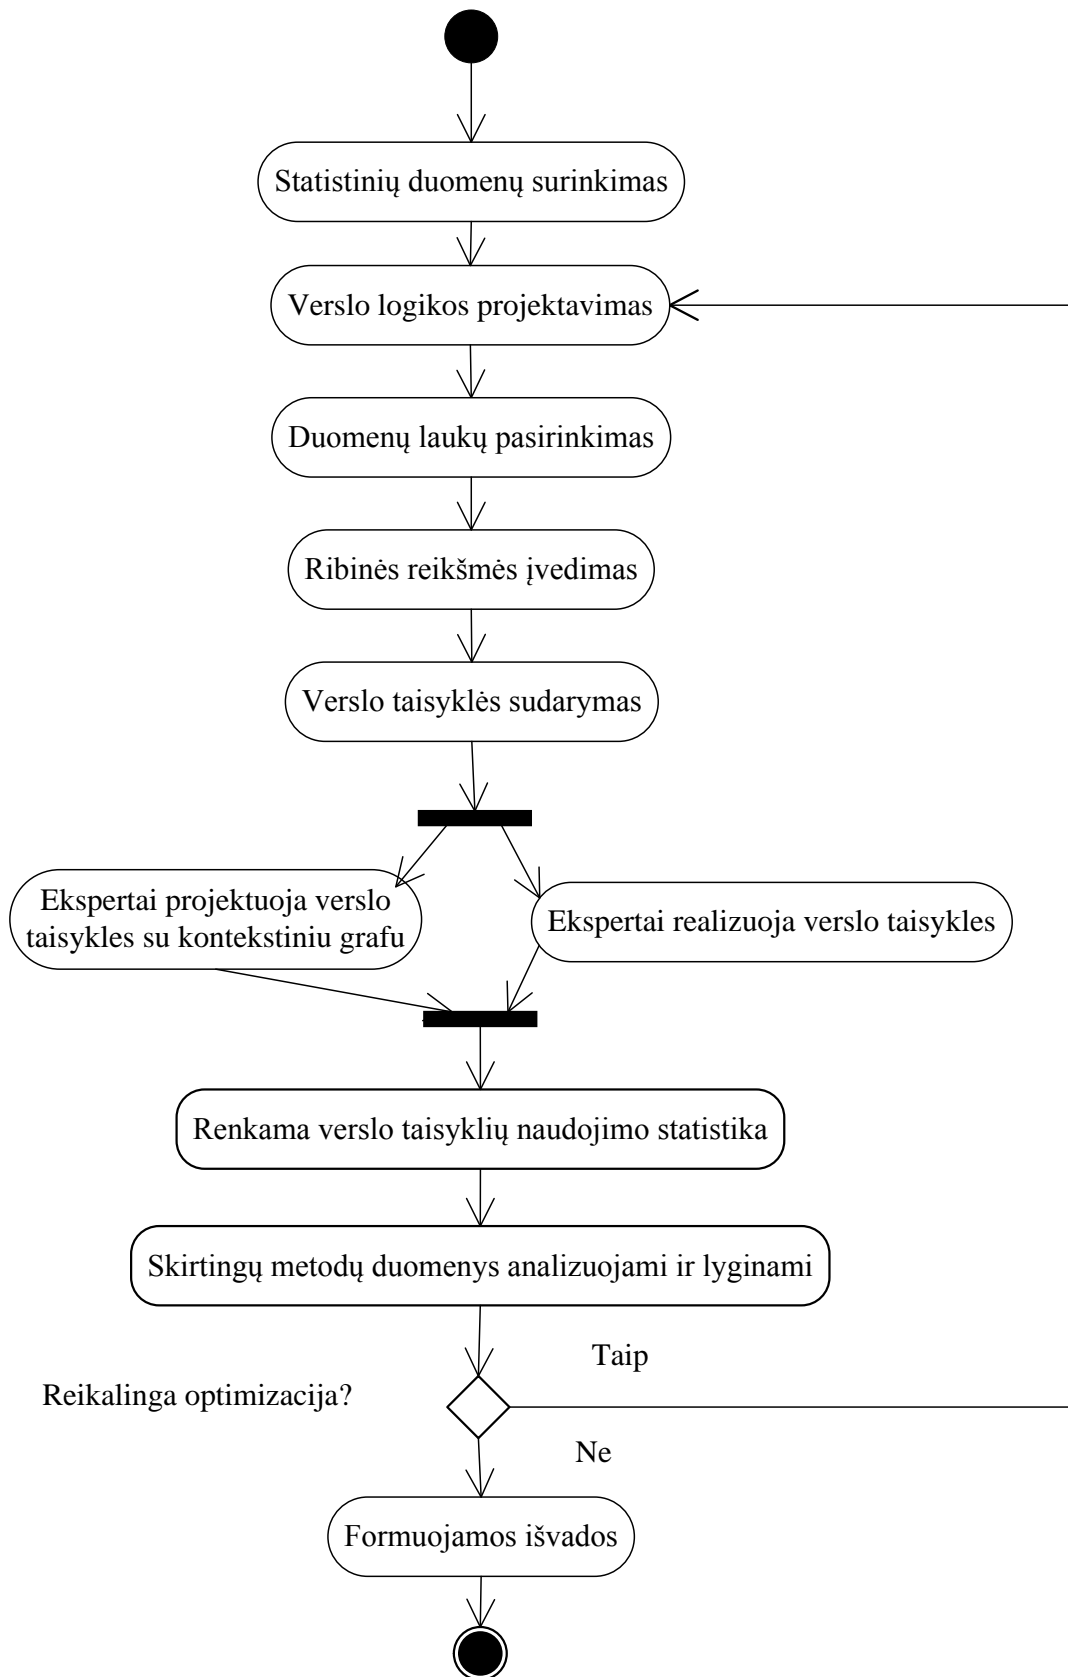 Statistinių duomenų surinkimas
Verslo logikos projektavimas
Duomenų laukų pasirinkimas
Ribinės reikšmės įvedimas
Verslo taisyklės sudarymas
Ekspertai projektuoja verslo
taisykles su kontekstiniu grafu
Ekspertai realizuoja verslo taisykles
Renkama verslo taisyklių naudojimo statistika
Skirtingų metodų duomenys analizuojami ir lyginami
Taip
Reikalinga optimizacija?
Ne
Formuojamos išvados